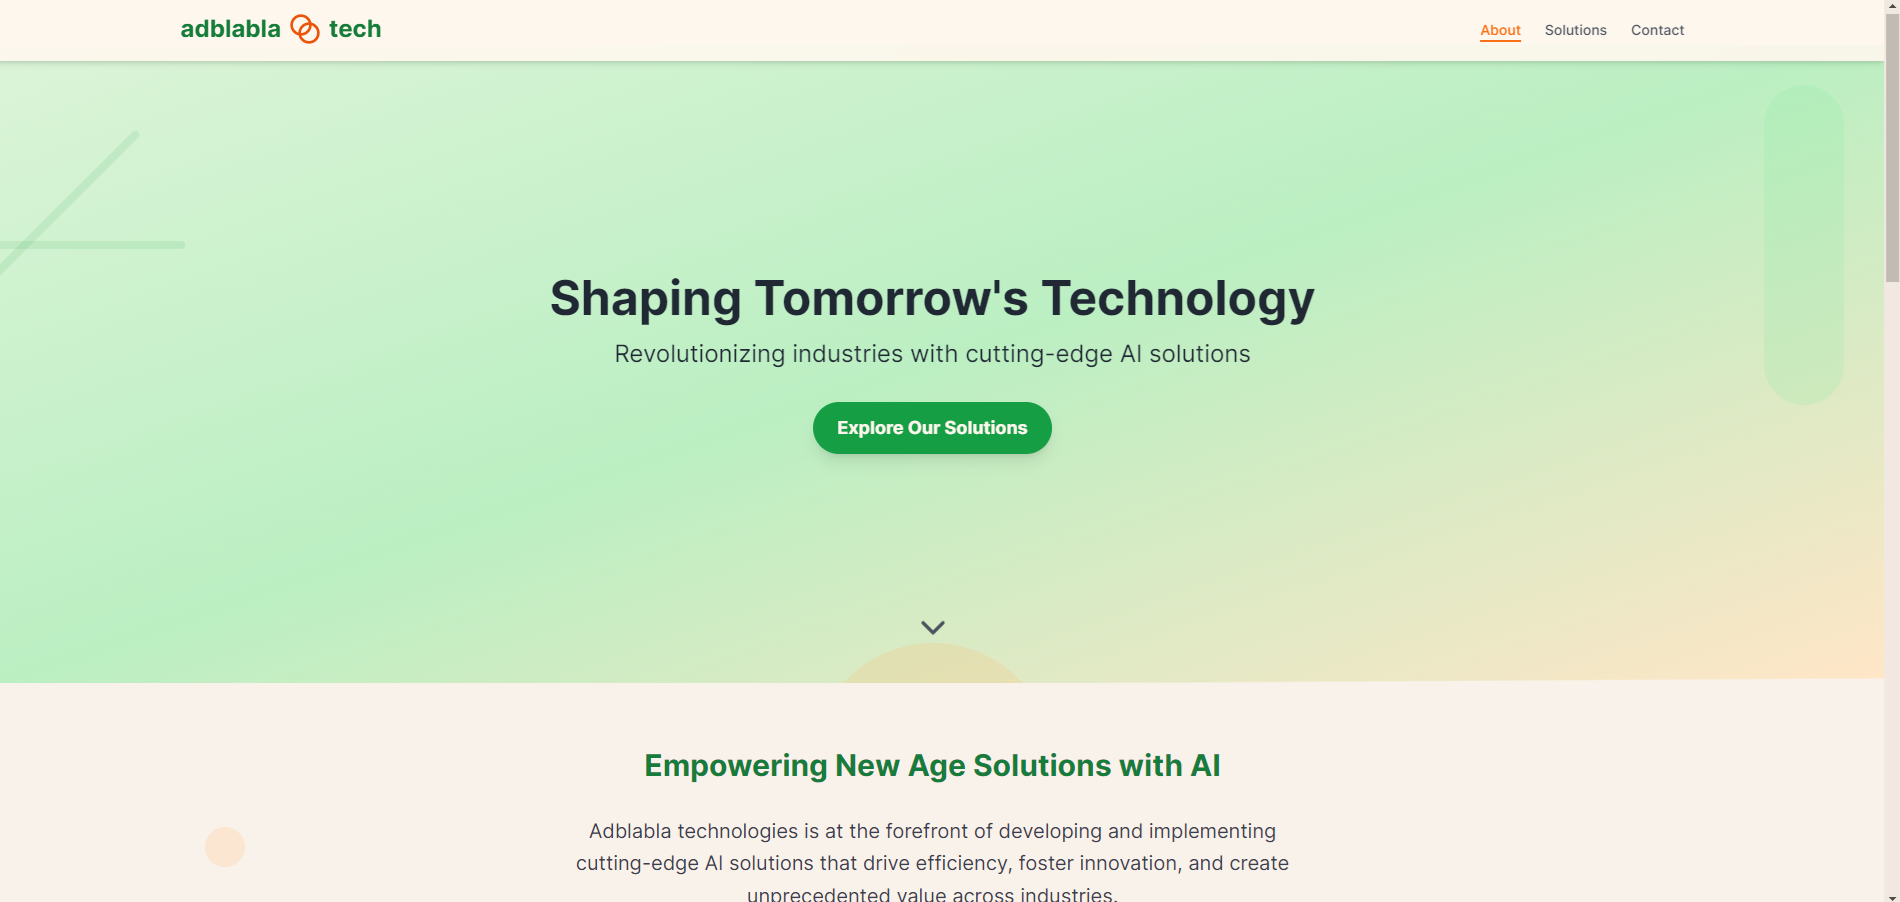 adblabla tech
About Solutions Contact
Shaping Tomorrow's Technology
Revolutionizing industries with cutting-edge AI solutions
Explore Our Solutions
Empowering New Age Solutions with AI
Adblabla technologies is at the forefront of developing and implementing
cutting-edge AI solutions that drive efficiency, foster innovation, and create
unprecedented value across industries.